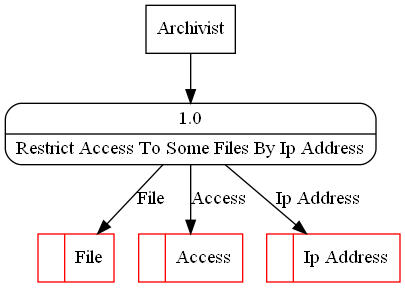 Archivist
1.0
Restrict Access To Some Files By Ip Address
File
Access
Ip Address
File
Access
Ip Address